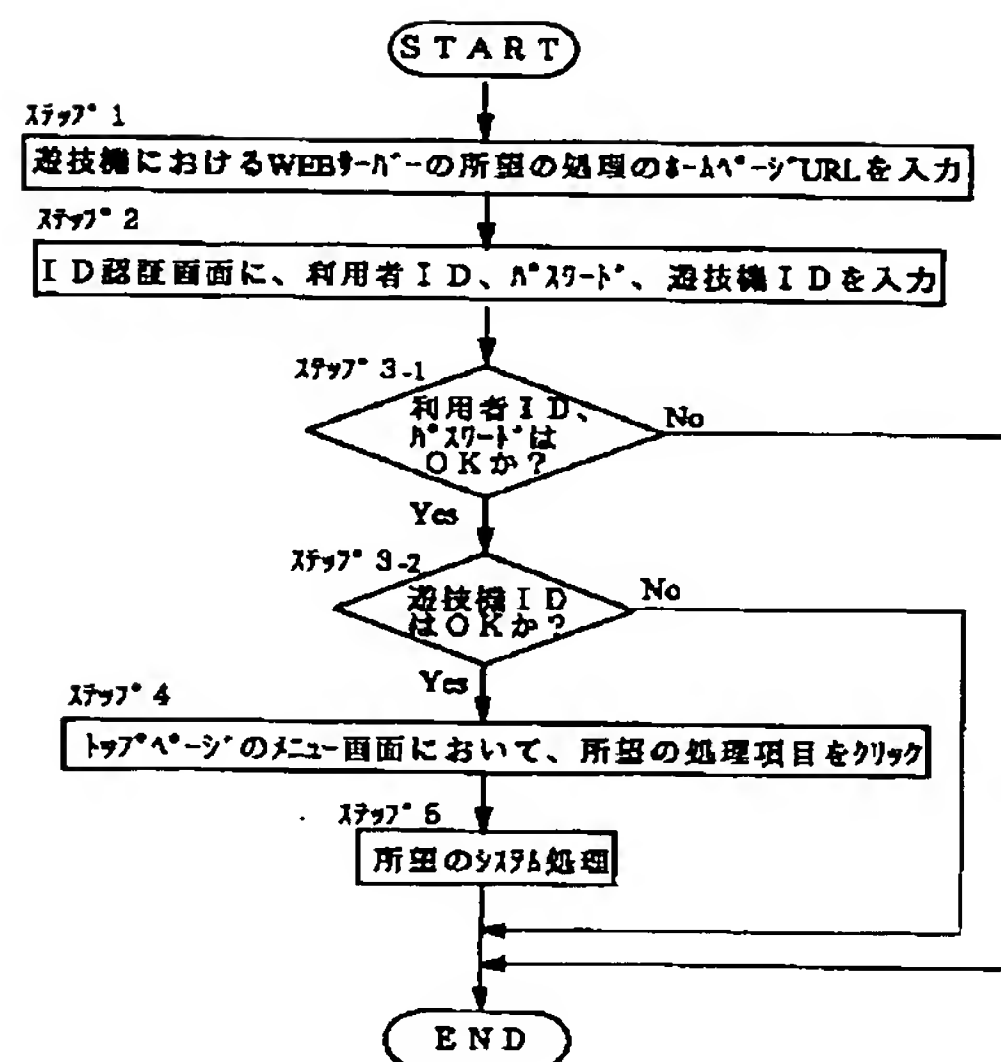 START
ｽﾃｯﾌﾟ 1
遊技機におけるWEBｻｰﾊﾞｰの所望の処理のﾎｰﾑﾍﾟｰｼﾞURLを入力
ｽﾃｯﾌﾟ 2
ID認証画面に、利用者ID、ﾊﾟｽﾜｰﾄﾞ、遊技機IDを入力
ｽﾃｯﾌﾟ 3-1
利用者ID、
ﾊﾟｽﾜｰﾄﾞは
OKか?
No
Yes
ｽﾃｯﾌﾟ 3-2
遊技機ID
はOKか?
No
Yes
ｽﾃｯﾌﾟ 4
ﾄｯﾌﾟﾍﾟｰｼﾞのﾒﾆｭｰ画面において、所望の処理項目をｸﾘｯｸ
ｽﾃｯﾌﾟ 5
所望のｼｽﾃﾑ処理
END